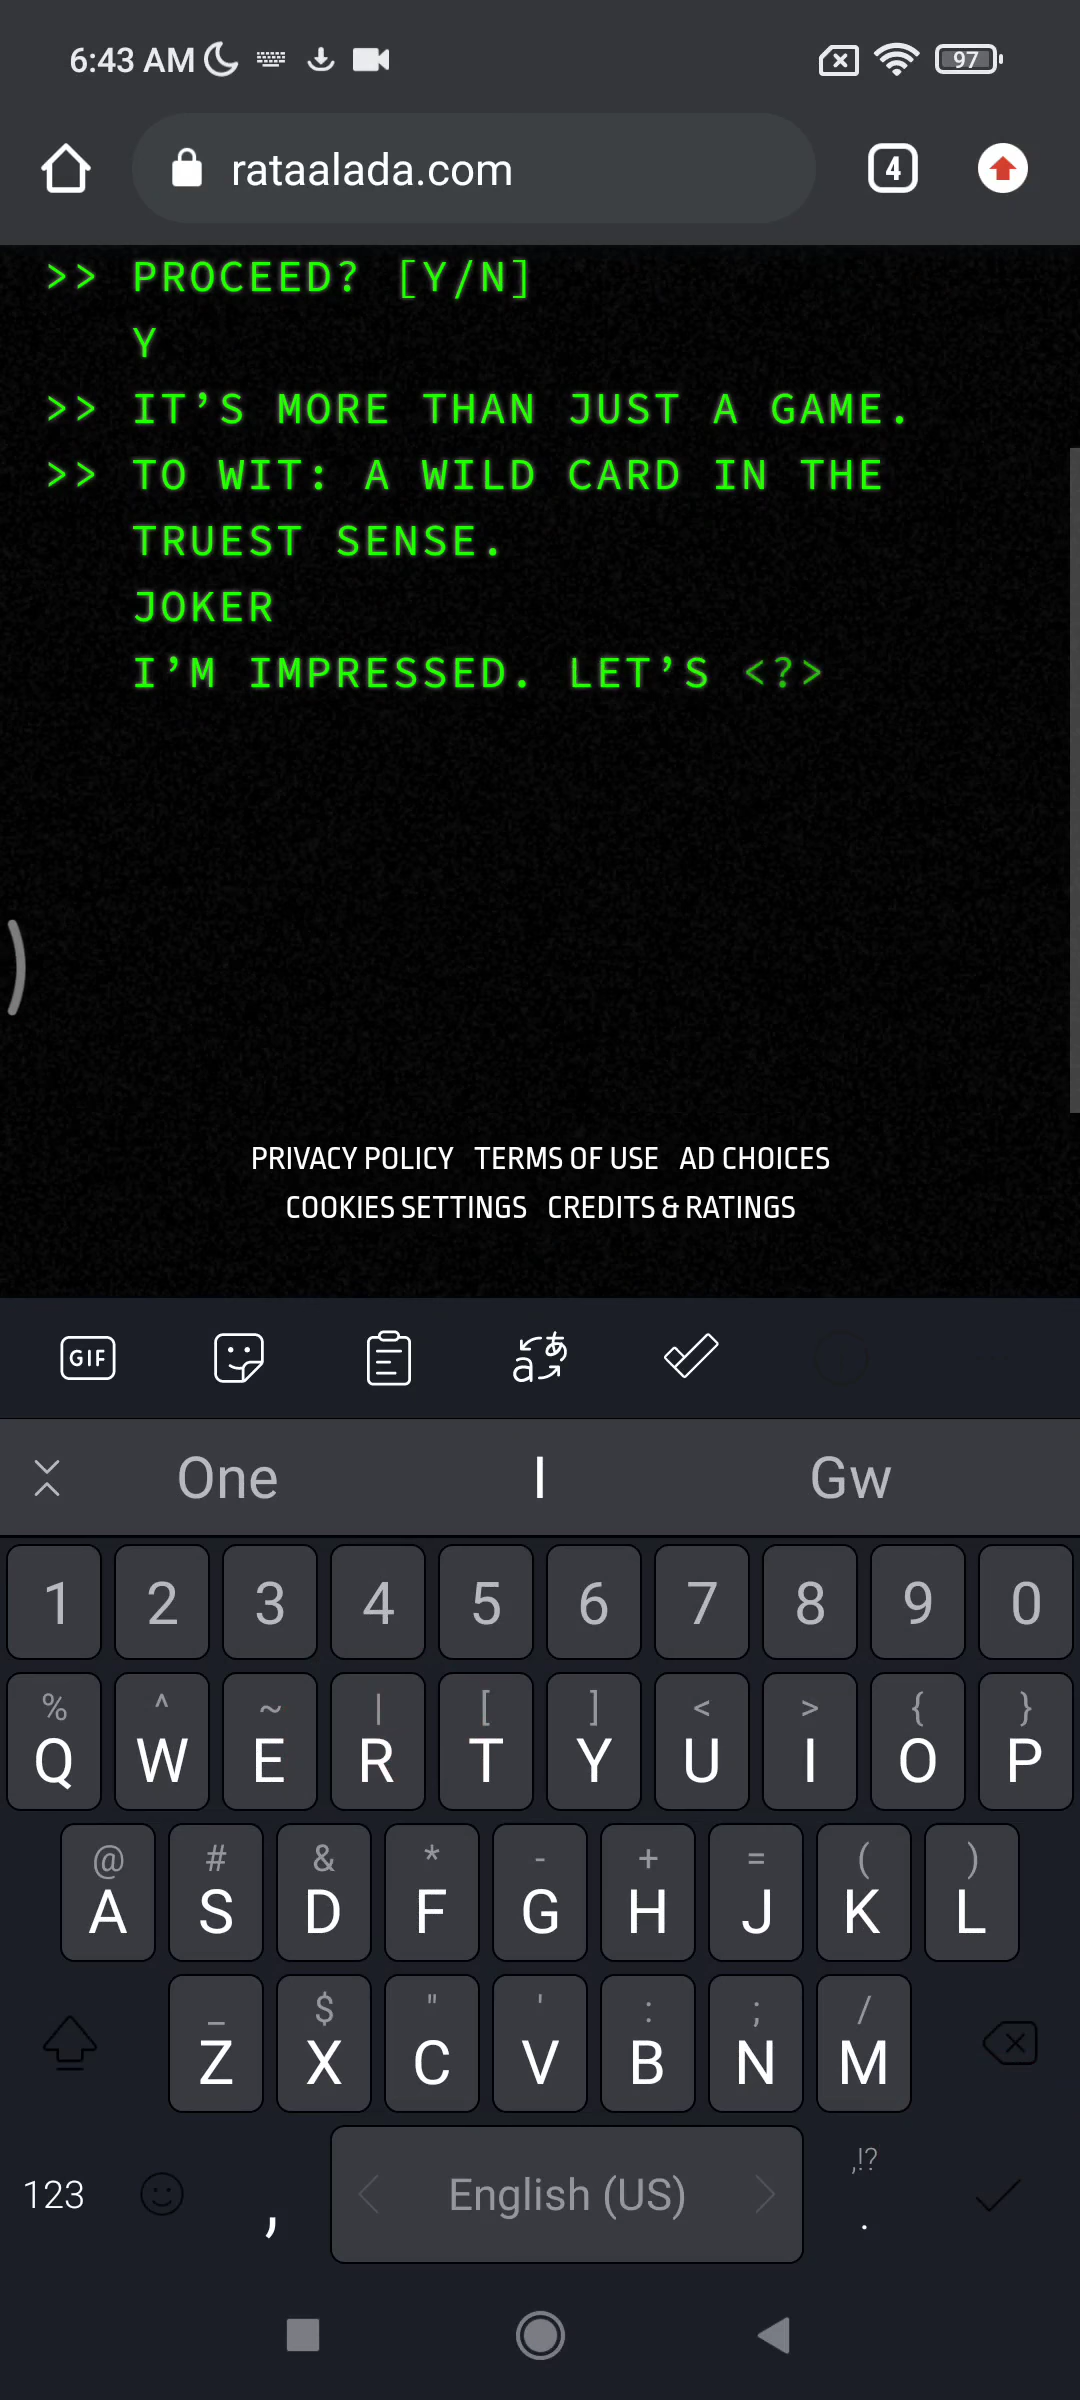 6:43 AM
97
rataalada.com
4
>> PROCEED? [Y/N]
Y
>> IT’S MORE THAN JUST A GAME.
>> TO WIT: A WILD CARD IN THE
TRUEST SENSE.
JOKER
I’M IMPRESSED. LET’S <?>
PRIVACY POLICY TERMS OF USE AD CHOICES
COOKIES SETTINGS CREDITS & RATINGS
GIF
a あ
One I Gw
1 2 3 4 5 6 7 8 9 0
% ^ ~ | [ ] < > { }
Q W E R T Y U I O P
@ # & * - + = ( )
A S D F G H J K L
_ $ " ' : ; /
Z X C V B N M
,!?
123 , English (US) .